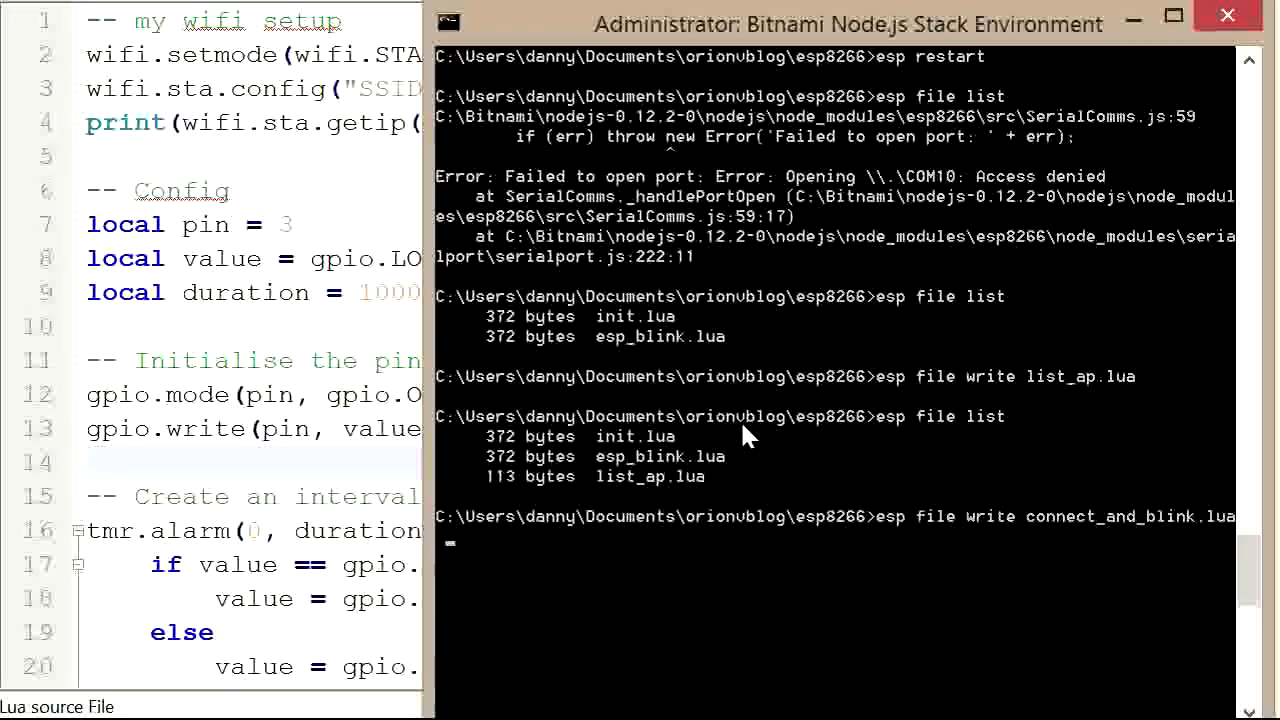 1 -- my wifi setup
2 wifi.setmode(wifi.STA
3 wifi.sta.config("SSID
4 print(wifi.sta.getip(
5
6 -- Config
7 local pin = 3
8 local value = gpio.LO
9 local duration = 1000
10
11 -- Initialise the pin
12 gpio.mode(pin, gpio.O
13 gpio.write(pin, value
14
15 -- Create an interval
16 tmr.alarm(0, duration
17 if value == gpio.
18 value = gpio.
19 else
20 value = gpio.
Lua source File
Administrator: Bitnami Node.js Stack Environment
C:\Users\danny\Documents\orionvblog\esp8266>esp restart
C:\Users\danny\Documents\orionvblog\esp8266>esp file list
C:\Bitnami\nodejs-0.12.2-0\nodejs\node_modules\esp8266\src\SerialComms.js:59
if (err) throw new Error('Failed to open port: ' + err);
^
Error: Failed to open port: Error: Opening \\.\COM10: Access denied
at SerialComms._handlePortOpen (C:\Bitnami\nodejs-0.12.2-0\nodejs\node_modul
es\esp8266\src\SerialComms.js:59:17)
at C:\Bitnami\nodejs-0.12.2-0\nodejs\node_modules\esp8266\node_modules\seria
lport\serialport.js:222:11
C:\Users\danny\Documents\orionvblog\esp8266>esp file list
372 bytes init.lua
372 bytes esp_blink.lua
C:\Users\danny\Documents\orionvblog\esp8266>esp file write list_ap.lua
C:\Users\danny\Documents\orionvblog\esp8266>esp file list
372 bytes init.lua
372 bytes esp_blink.lua
113 bytes list_ap.lua
C:\Users\danny\Documents\orionvblog\esp8266>esp file write connect_and_blink.lua